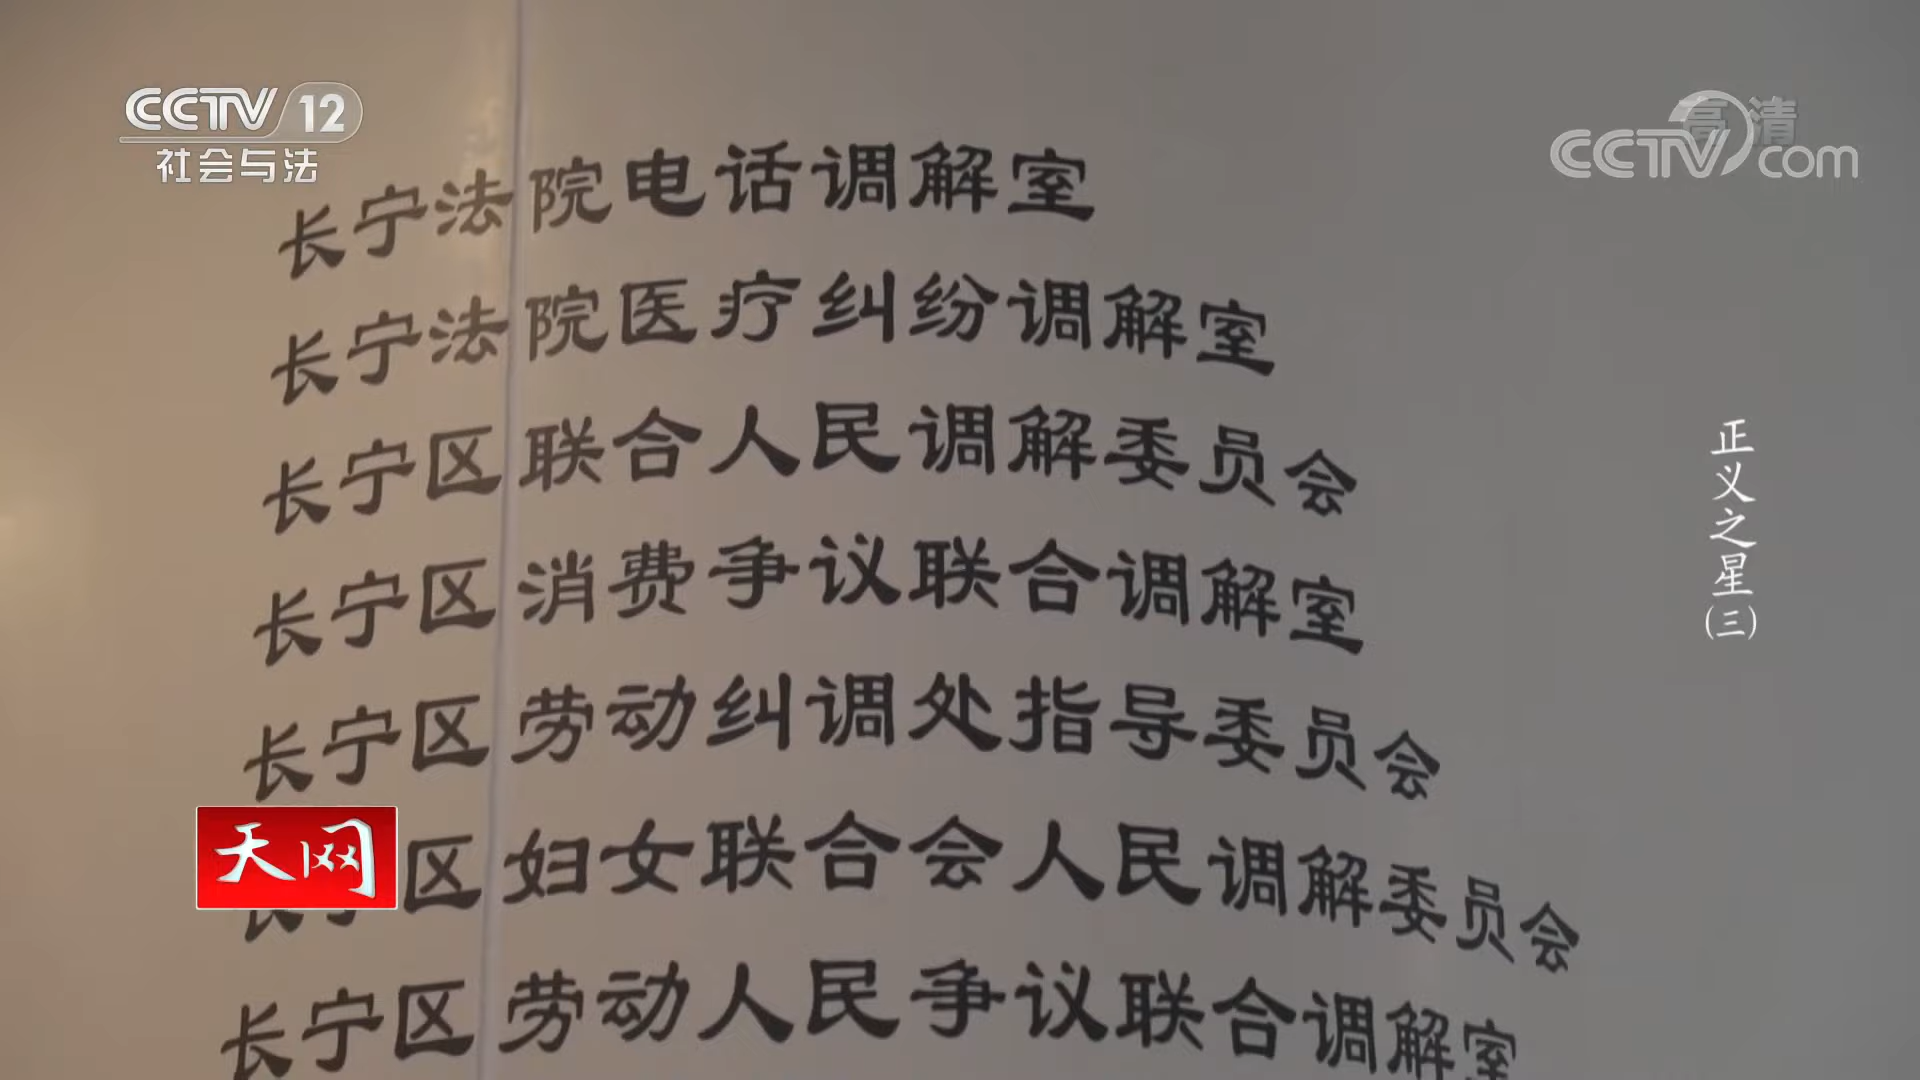 CCTV 12
社会与法
高清
CCTV com
长宁法院电话调解室
长宁法院医疗纠纷调解室
长宁区联合人民调解委员会
长宁区消费争议联合调解室
长宁区劳动纠调处指导委员会
长宁区妇女联合会人民调解委员会
长宁区劳动人民争议联合调解室
正义之星(三)
天网